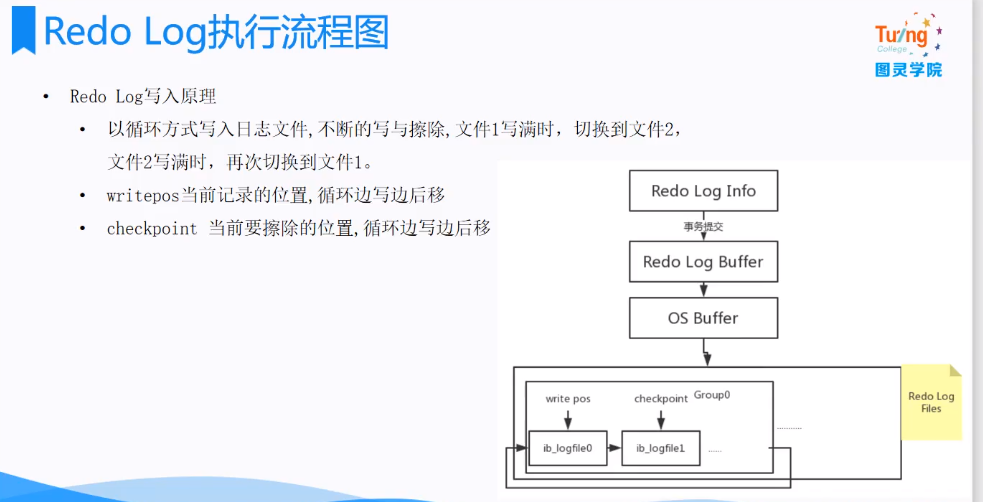 Redo Log执行流程图
Tuling
College
图灵学院
• Redo Log写入原理
• 以循环方式写入日志文件,不断的写与擦除,文件1写满时，切换到文件2，
文件2写满时，再次切换到文件1。
• writepos当前记录的位置,循环边写边后移
• checkpoint 当前要擦除的位置,循环边写边后移
Redo Log Info
事务提交
Redo Log Buffer
OS Buffer
write pos
checkpoint
Group0
ib_logfile0
ib_logfile1
......
............
Redo Log
Files